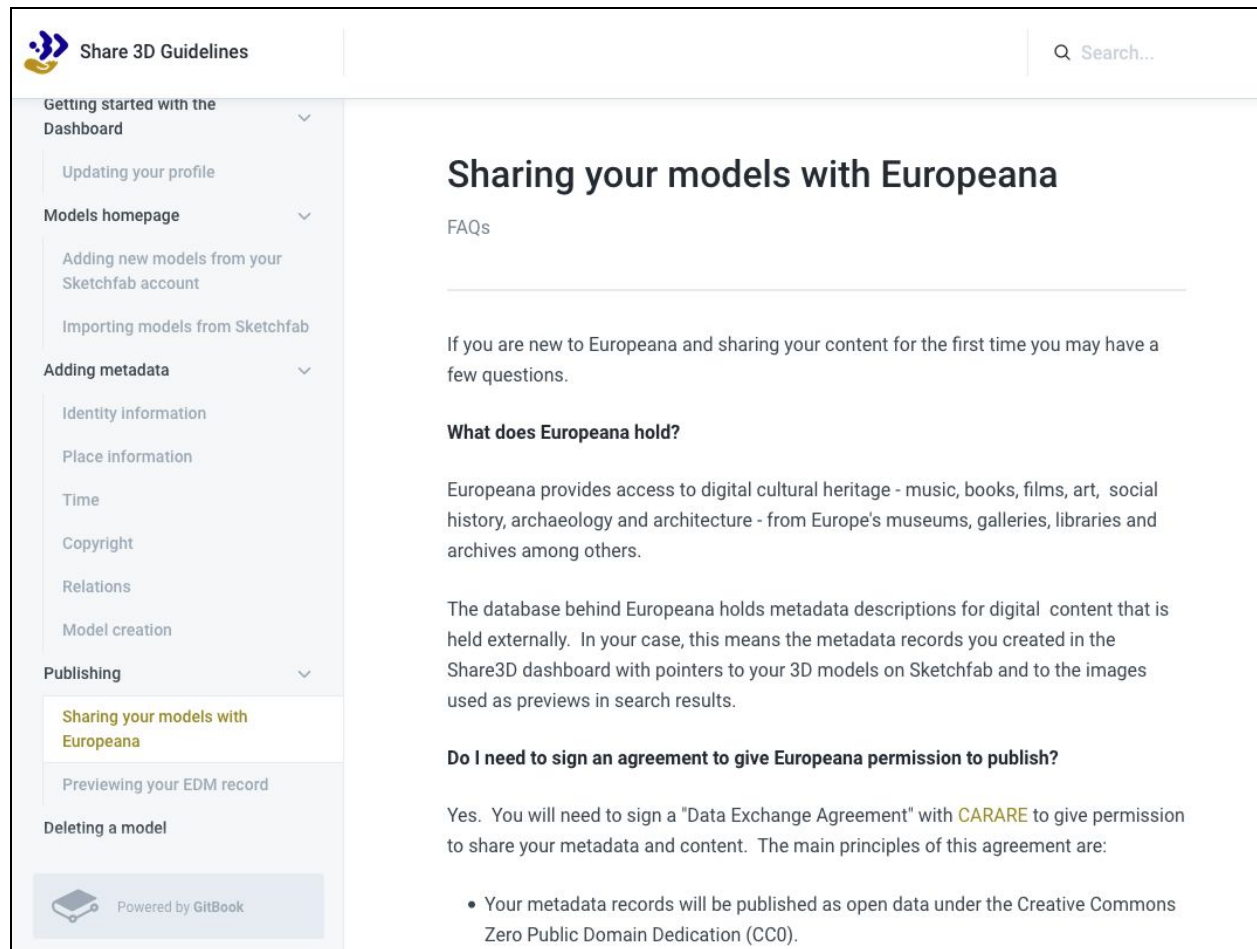 Share 3D Guidelines
Search...
Getting started with the
Dashboard
Updating your profile
Models homepage
Adding new models from your
Sketchfab account
Importing models from Sketchfab
Adding metadata
Identity information
Place information
Time
Copyright
Relations
Model creation
Publishing
Sharing your models with
Europeana
Previewing your EDM record
Deleting a model
Powered by GitBook
Sharing your models with Europeana
FAQs
If you are new to Europeana and sharing your content for the first time you may have a
few questions.
What does Europeana hold?
Europeana provides access to digital cultural heritage - music, books, films, art, social
history, archaeology and architecture - from Europe's museums, galleries, libraries and
archives among others.
The database behind Europeana holds metadata descriptions for digital content that is
held externally. In your case, this means the metadata records you created in the
Share3D dashboard with pointers to your 3D models on Sketchfab and to the images
used as previews in search results.
Do I need to sign an agreement to give Europeana permission to publish?
Yes. You will need to sign a "Data Exchange Agreement" with CARARE to give permission
to share your metadata and content. The main principles of this agreement are:
• Your metadata records will be published as open data under the Creative Commons
Zero Public Domain Dedication (CC0).